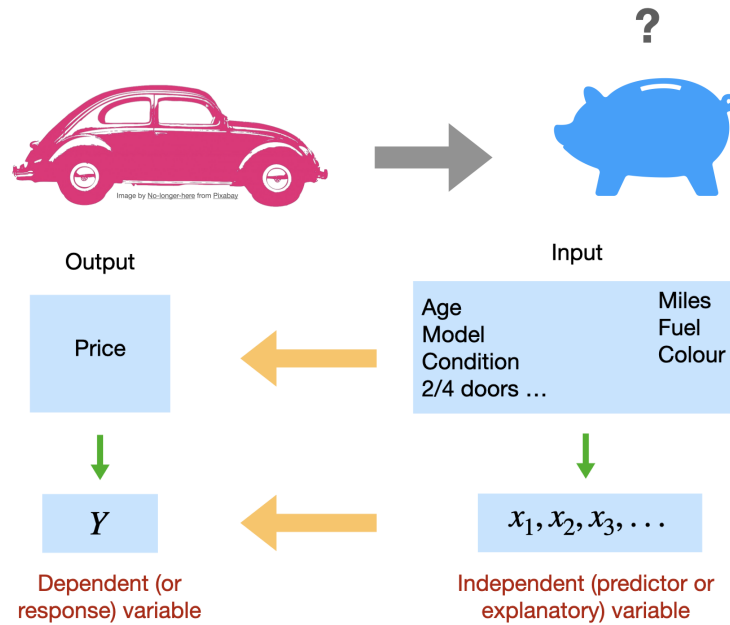 ?
Image by No-longer-here from Pixabay
Output
Input
Price
Age
Model
Condition
2/4 doors …
Miles
Fuel
Colour
Y
x₁, x₂, x₃, . . .
Dependent (or
response) variable
Independent (predictor or
explanatory) variable